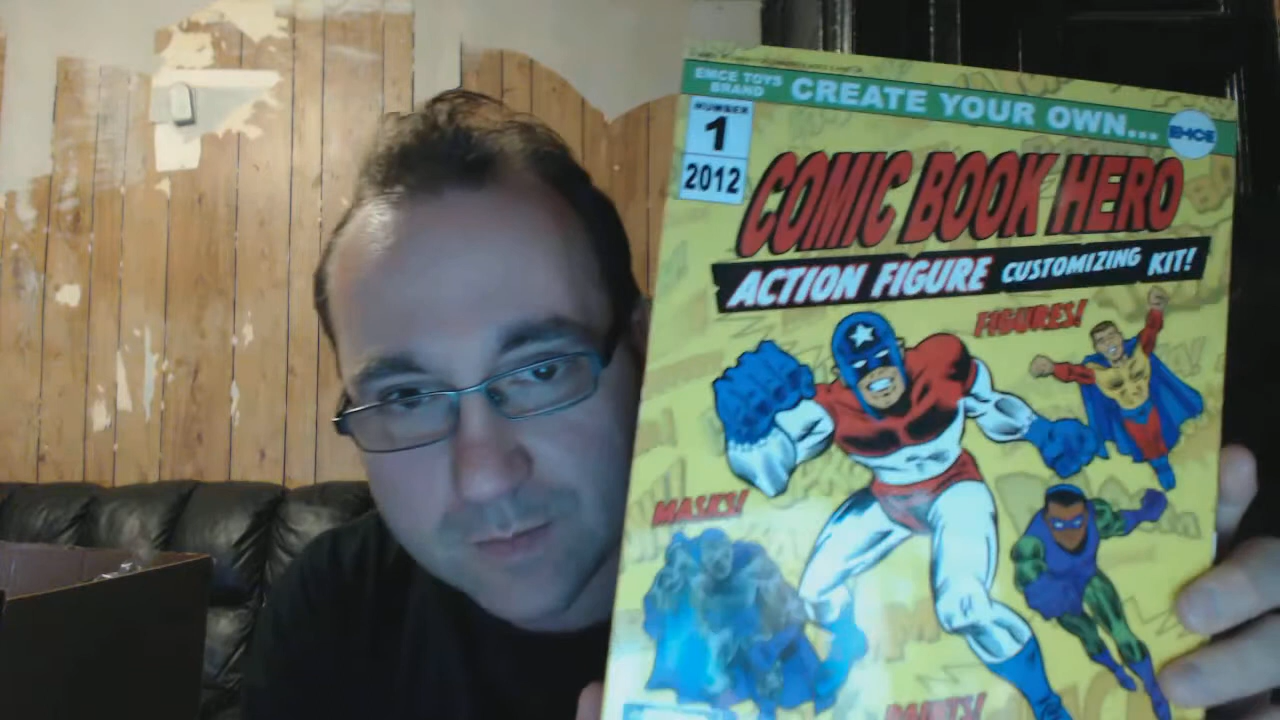 EMCE TOYS
BRAND
CREATE YOUR OWN...
EMCE
NUMBER
1
2012
COMIC BOOK HERO
ACTION FIGURE CUSTOMIZING KIT!
FIGURES!
MASKS!
PARTS!